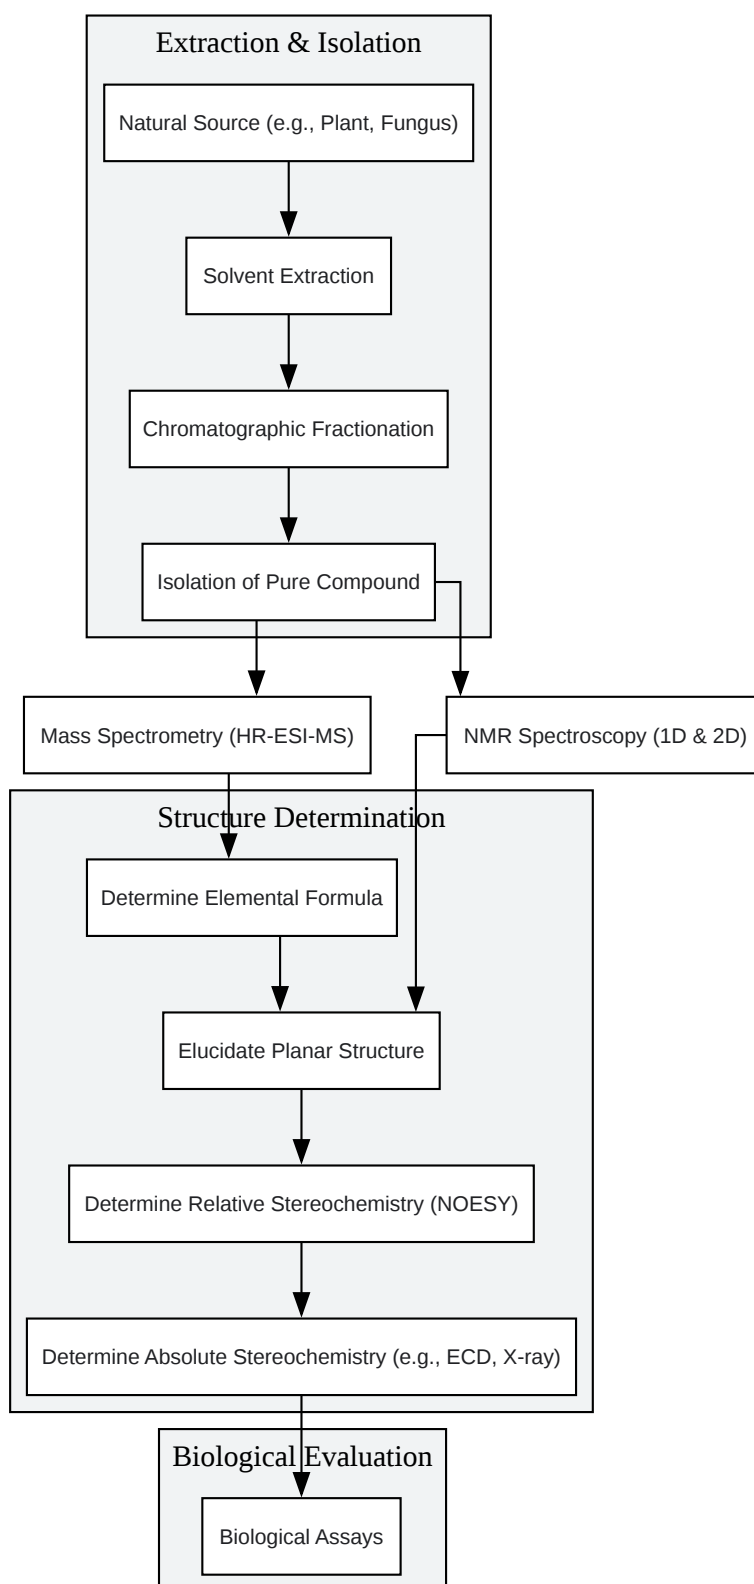 Extraction & Isolation
Natural Source (e.g., Plant, Fungus)
Solvent Extraction
Chromatographic Fractionation
Isolation of Pure Compound
Mass Spectrometry (HR-ESI-MS)
NMR Spectroscopy (1D & 2D)
Structure Determination
Determine Elemental Formula
Elucidate Planar Structure
Determine Relative Stereochemistry (NOESY)
Determine Absolute Stereochemistry (e.g., ECD, X-ray)
Biological Evaluation
Biological Assays